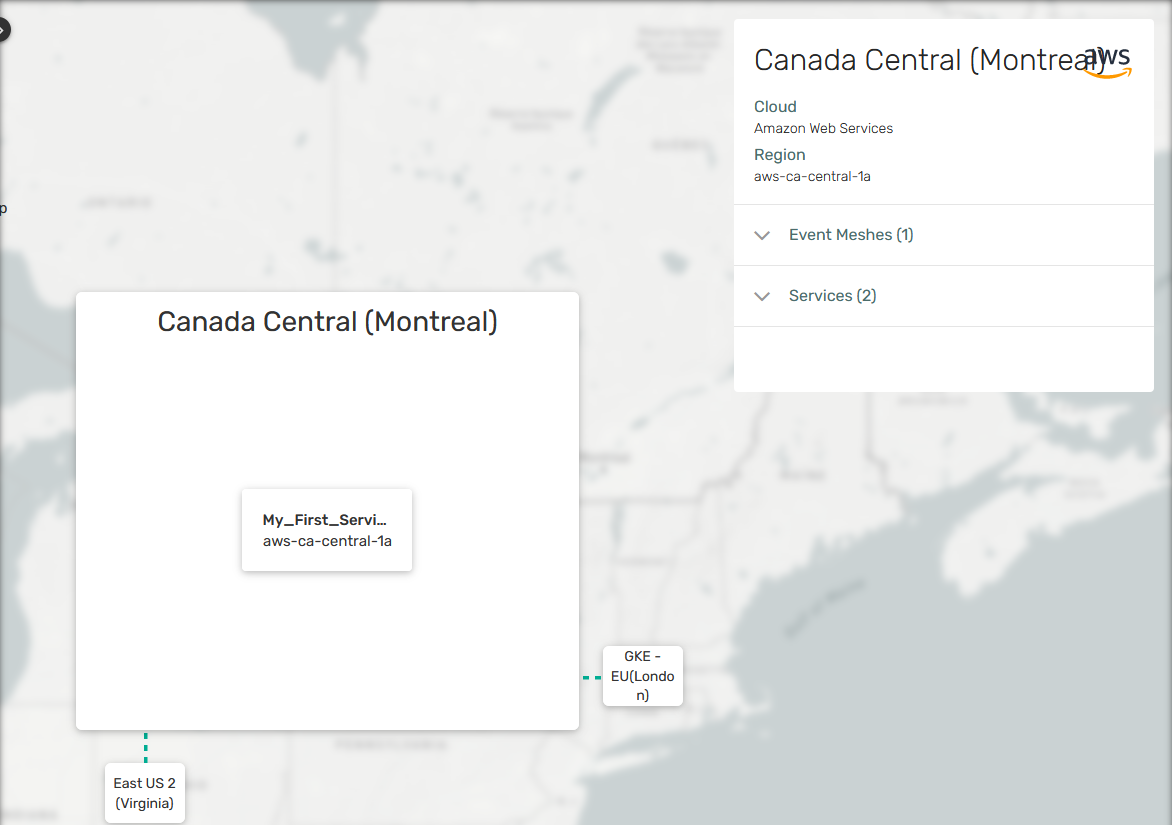 Canada Central (Montreal)
aws
Cloud
Amazon Web Services
Region
aws-ca-central-1a
Event Meshes (1)
Services (2)
p
Canada Central (Montreal)
My_First_Servi...
aws-ca-central-1a
GKE -
EU(Londo
n)
East US 2
(Virginia)